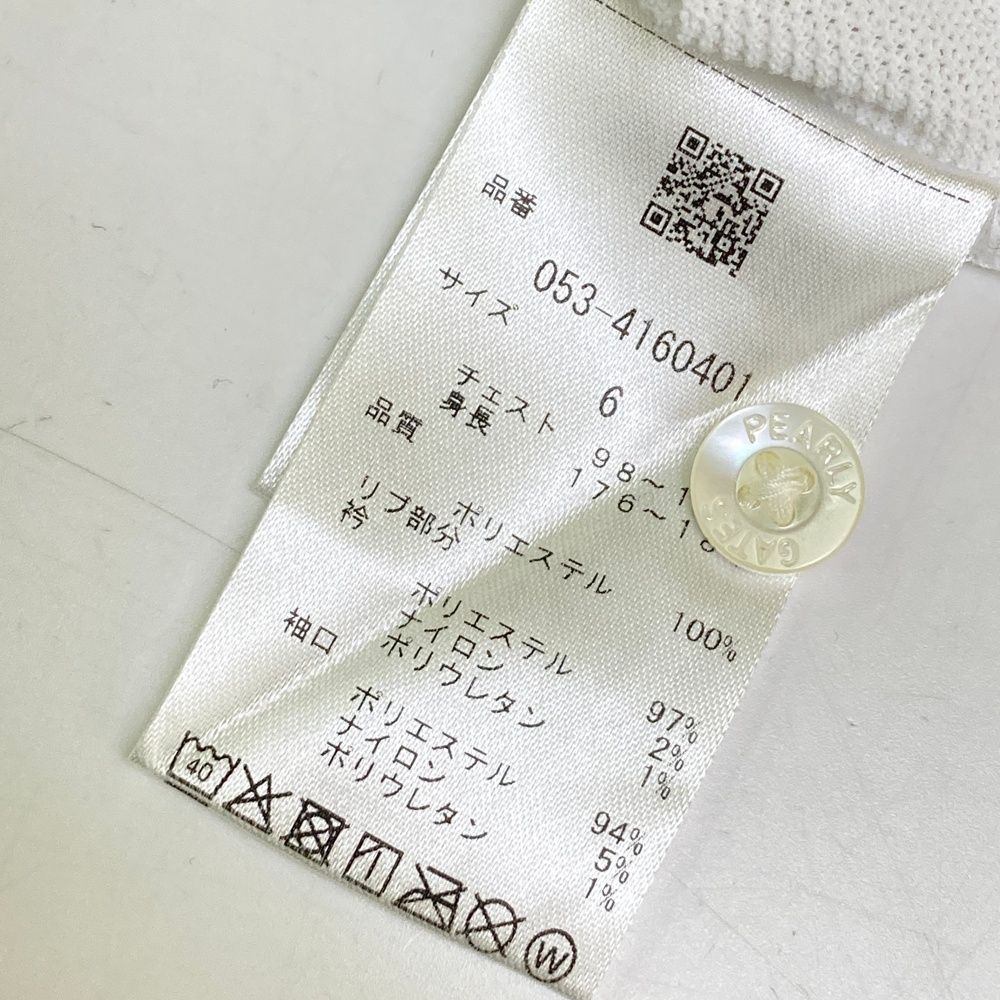 品番
053-4160401
サイズ
6
チェスト 98～1
身長 176～18
品質
ポリエステル 100%
リブ部分
衿
ポリエステル 97%
ナイロン 2%
ポリウレタン 1%
袖口
ポリエステル 94%
ナイロン 5%
ポリウレタン 1%
40
W
PEARLY
GATES